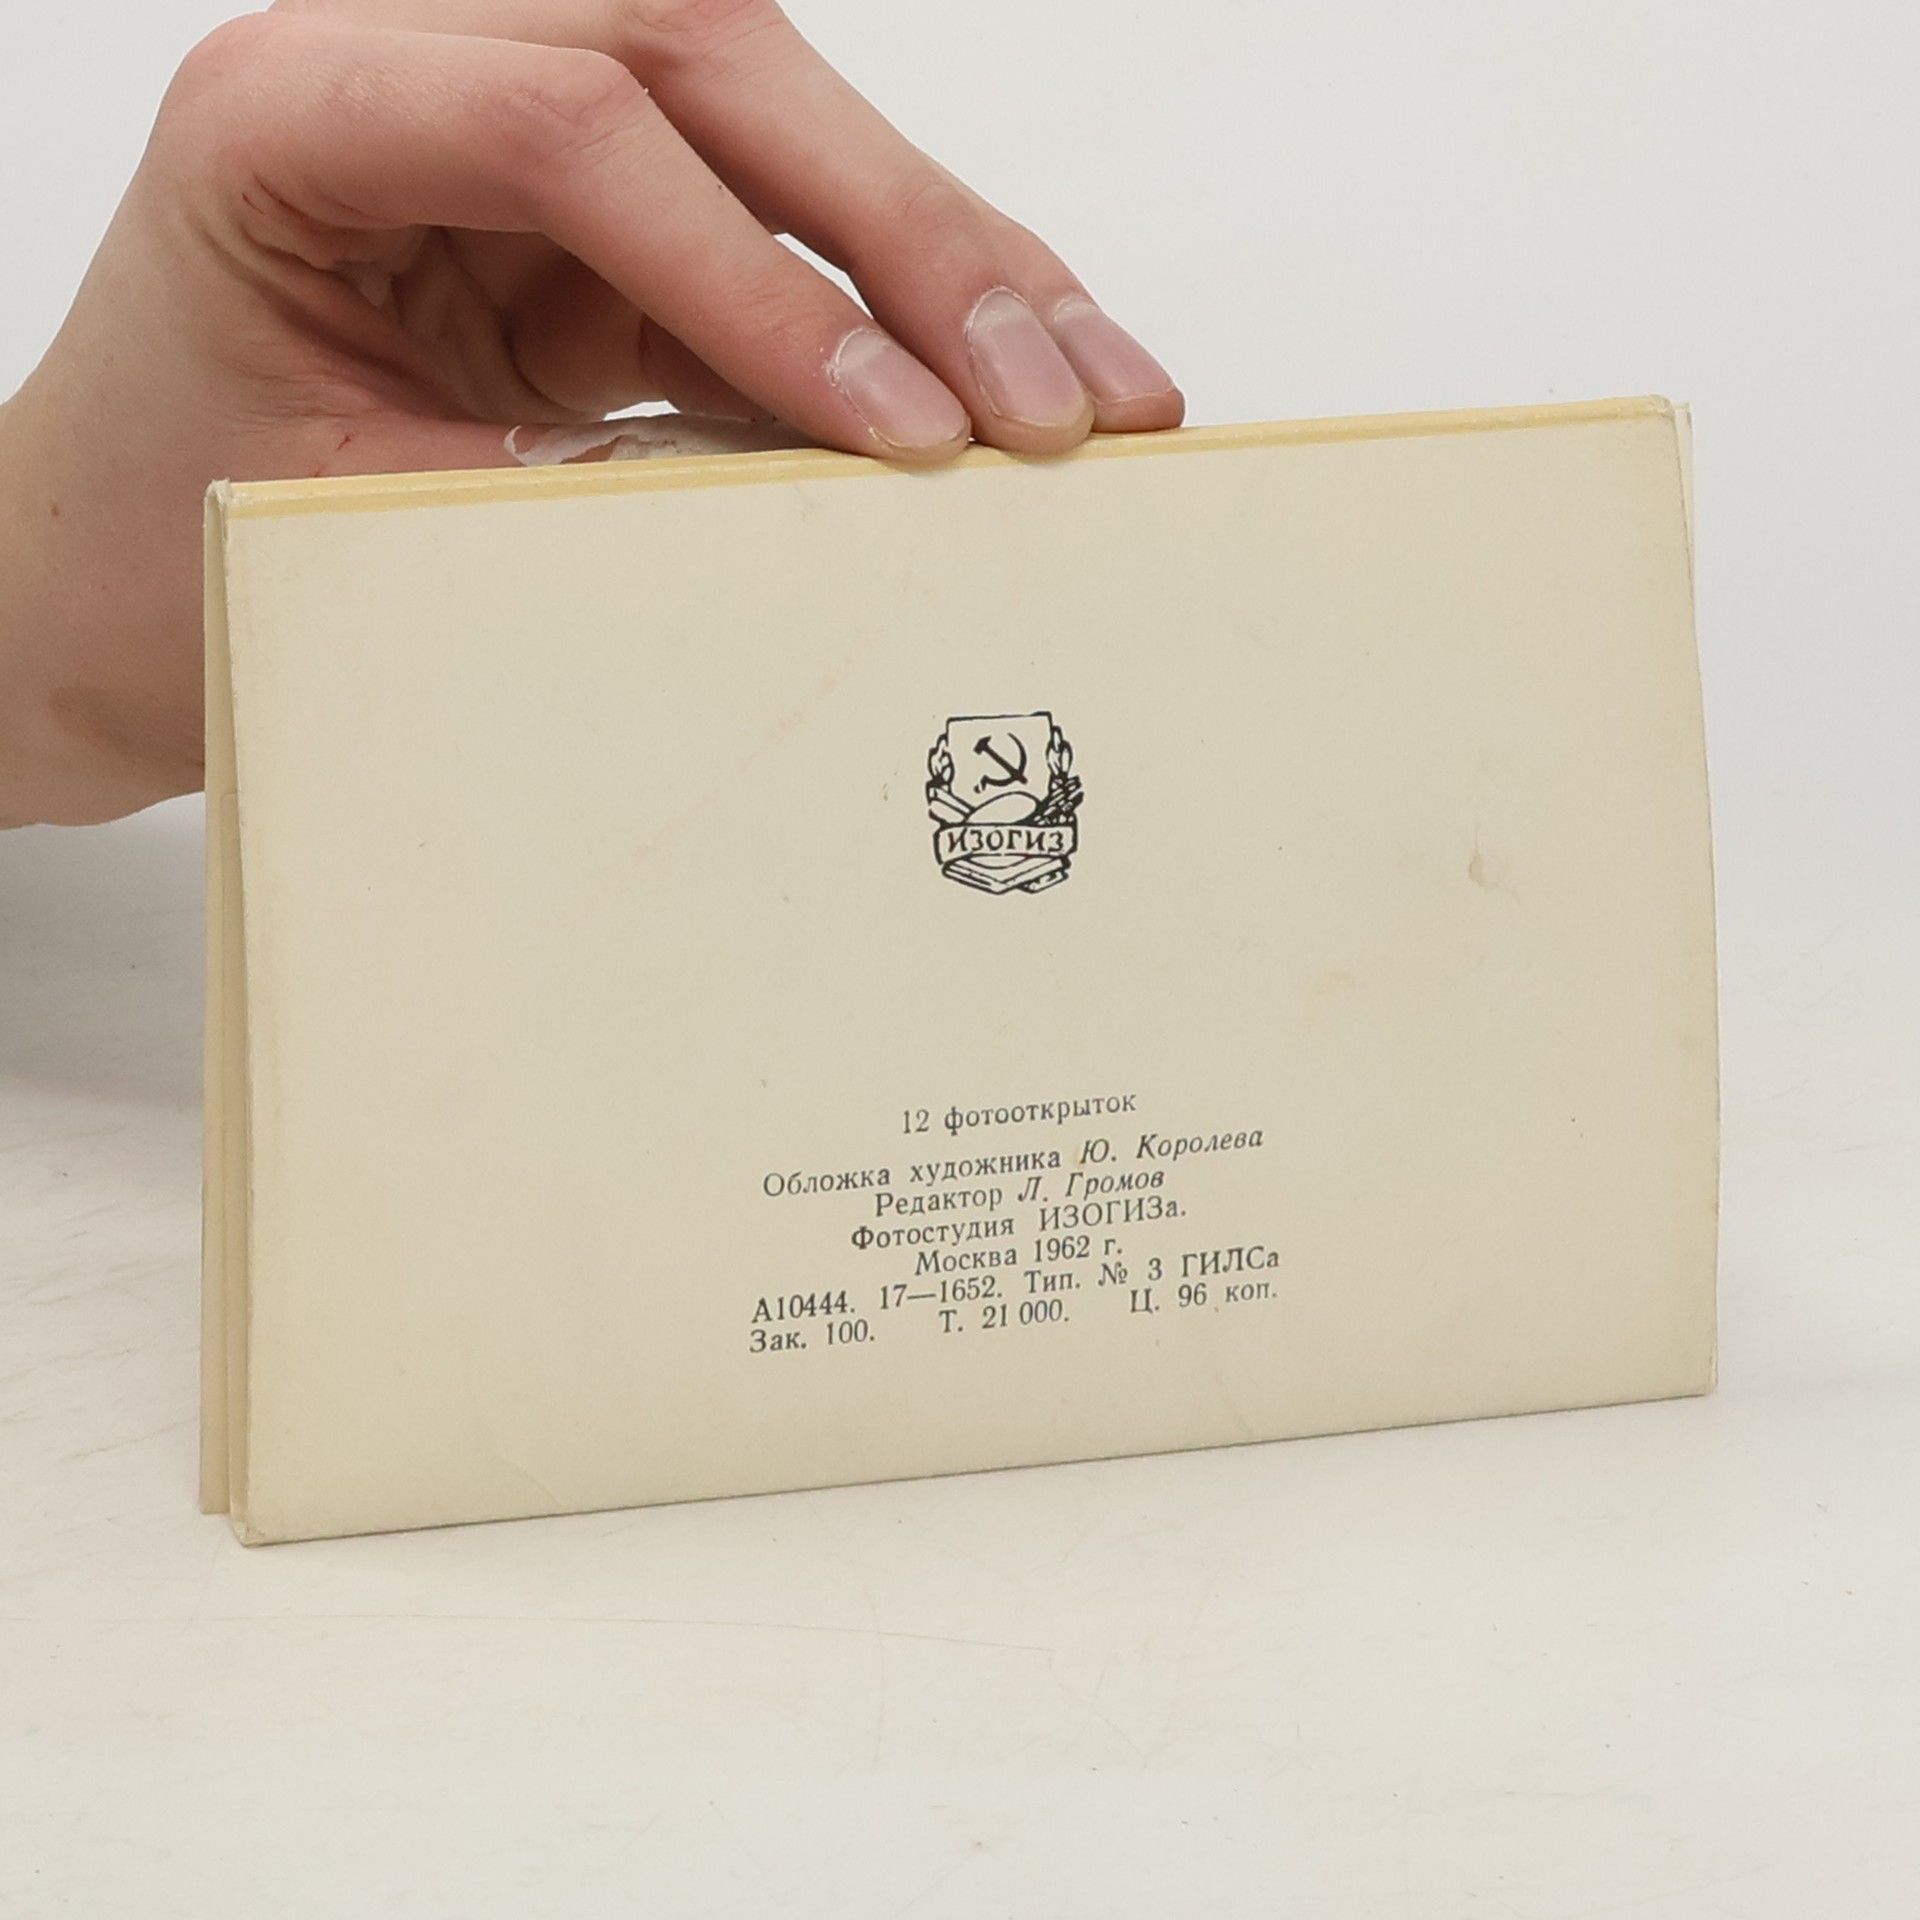 ИЗОГИЗ
12 фотооткрыток
Обложка художника Ю. Королева
Редактор Л. Громов
Фотостудия ИЗОГИЗа.
Москва 1962 г.
А10444. 17—1652. Тип. № 3 ГИЛСа
Зак. 100. Т. 21 000. Ц. 96 коп.